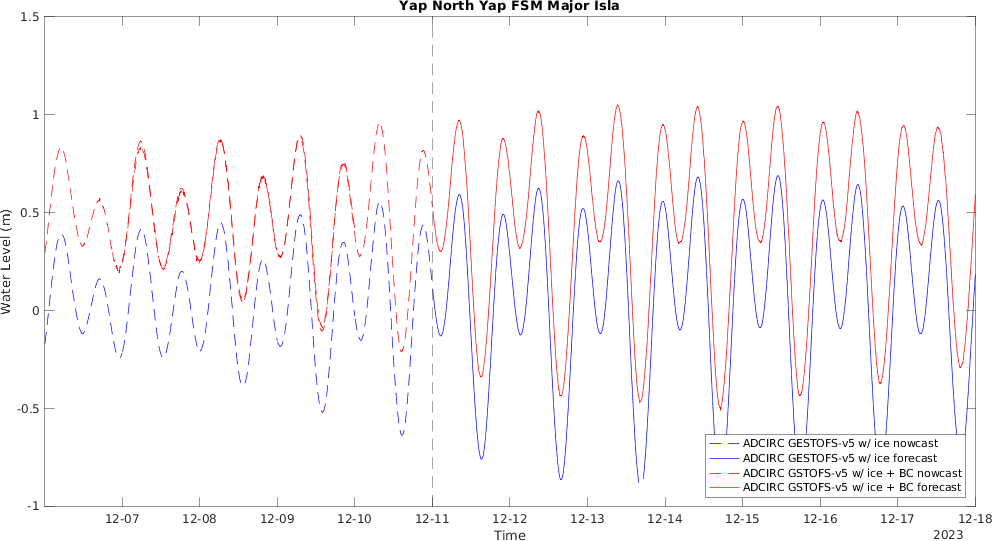 Yap North Yap FSM Major Isla
1.5
1
0.5
0
-0.5
-1
Water Level (m)
12-07
12-08
12-09
12-10
12-11
12-12
12-13
12-14
12-15
12-16
12-17
12-18
Time
2023
ADCIRC GESTOFS-v5 w/ ice nowcast
ADCIRC GESTOFS-v5 w/ ice forecast
ADCIRC GSTOFS-v5 w/ ice + BC nowcast
ADCIRC GSTOFS-v5 w/ ice + BC forecast